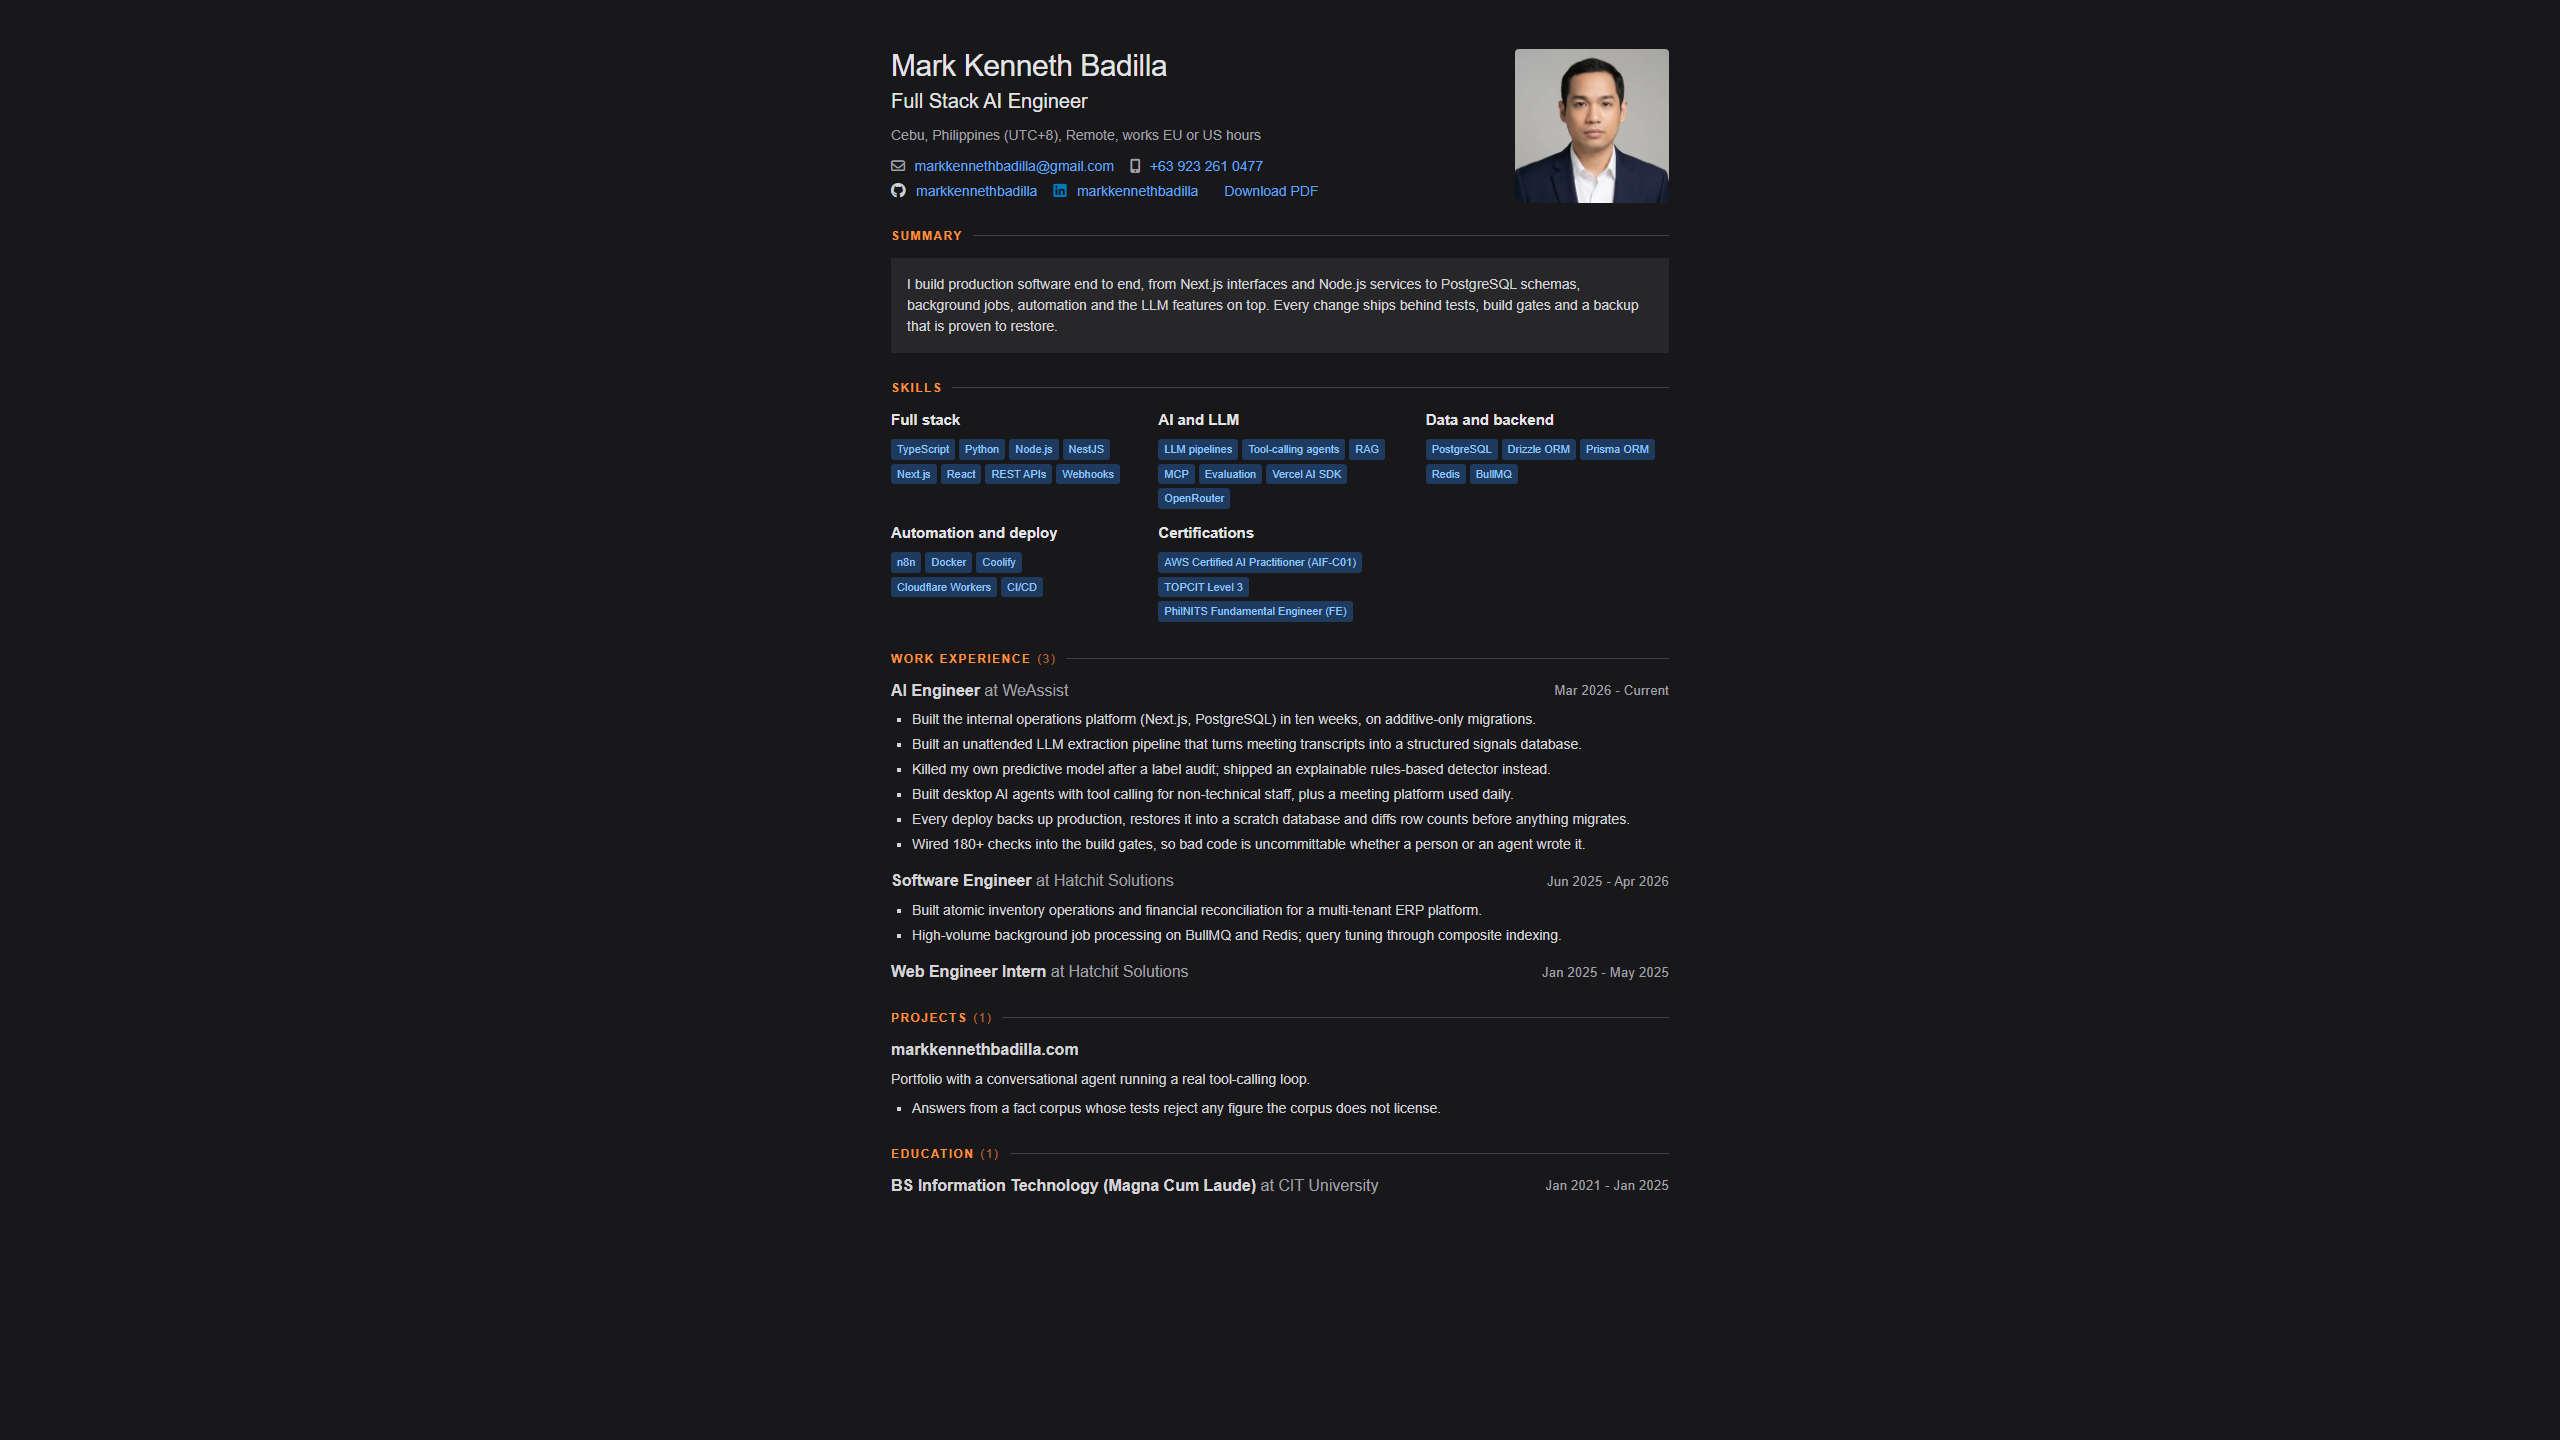 Mark Kenneth Badilla
Full Stack AI Engineer
Cebu, Philippines (UTC+8), Remote, works EU or US hours
markkennethbadilla@gmail.com +63 923 261 0477
markkennethbadilla markkennethbadilla Download PDF
SUMMARY
I build production software end to end, from Next.js interfaces and Node.js services to PostgreSQL schemas,
background jobs, automation and the LLM features on top. Every change ships behind tests, build gates and a backup
that is proven to restore.
SKILLS
Full stack
TypeScript Python Node.js NestJS
Next.js React REST APIs Webhooks
AI and LLM
LLM pipelines Tool-calling agents RAG
MCP Evaluation Vercel AI SDK
OpenRouter
Data and backend
PostgreSQL Drizzle ORM Prisma ORM
Redis BullMQ
Automation and deploy
n8n Docker Coolify
Cloudflare Workers CI/CD
Certifications
AWS Certified AI Practitioner (AIF-C01)
TOPCIT Level 3
PhilNITS Fundamental Engineer (FE)
WORK EXPERIENCE (3)
AI Engineer at WeAssist Mar 2026 - Current
Built the internal operations platform (Next.js, PostgreSQL) in ten weeks, on additive-only migrations.
Built an unattended LLM extraction pipeline that turns meeting transcripts into a structured signals database.
Killed my own predictive model after a label audit; shipped an explainable rules-based detector instead.
Built desktop AI agents with tool calling for non-technical staff, plus a meeting platform used daily.
Every deploy backs up production, restores it into a scratch database and diffs row counts before anything migrates.
Wired 180+ checks into the build gates, so bad code is uncommittable whether a person or an agent wrote it.
Software Engineer at Hatchit Solutions Jun 2025 - Apr 2026
Built atomic inventory operations and financial reconciliation for a multi-tenant ERP platform.
High-volume background job processing on BullMQ and Redis; query tuning through composite indexing.
Web Engineer Intern at Hatchit Solutions Jan 2025 - May 2025
PROJECTS (1)
markkennethbadilla.com
Portfolio with a conversational agent running a real tool-calling loop.
Answers from a fact corpus whose tests reject any figure the corpus does not license.
EDUCATION (1)
BS Information Technology (Magna Cum Laude) at CIT University Jan 2021 - Jan 2025